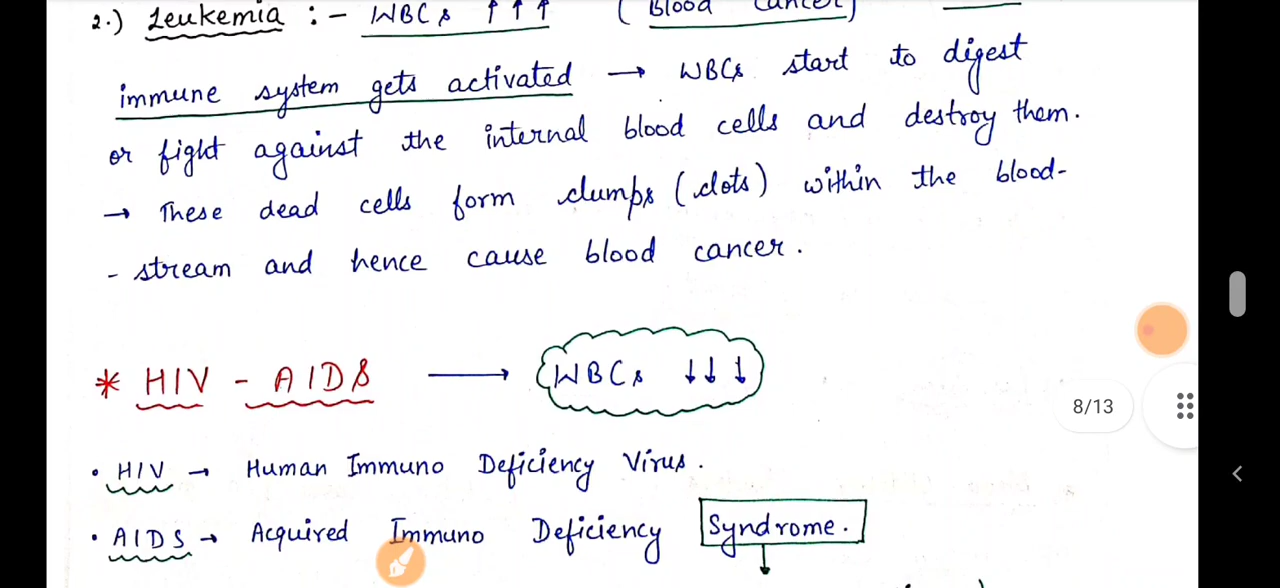 2.) Leukemia :- WBCs ↑ ↑ ↑ (Blood Cancer)
immune system gets activated → WBCs start to digest
or fight against the internal blood cells and destroy them.
→ These dead cells form clumps (clots) within the blood-
- stream and hence cause blood cancer.
* HIV - AIDS → WBCs ↓↓↓
8/13
• HIV → Human Immuno Deficiency Virus.
• AIDS → Acquired Immuno Deficiency Syndrome.